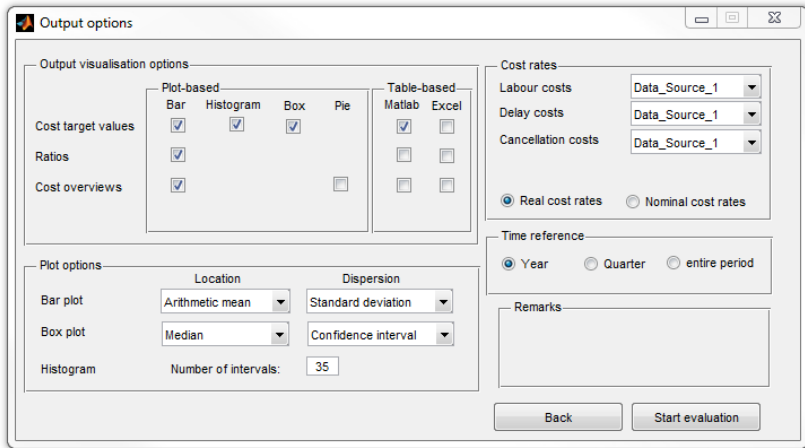 Output options
Output visualisation options
Plot-based
Table-based
Bar Histogram Box Pie
Matlab Excel
Cost target values
Ratios
Cost overviews
Plot options
Location Dispersion
Bar plot Arithmetic mean Standard deviation
Box plot Median Confidence interval
Histogram Number of intervals: 35
Cost rates
Labour costs Data_Source_1
Delay costs Data_Source_1
Cancellation costs Data_Source_1
Real cost rates Nominal cost rates
Time reference
Year Quarter entire period
Remarks
Back Start evaluation